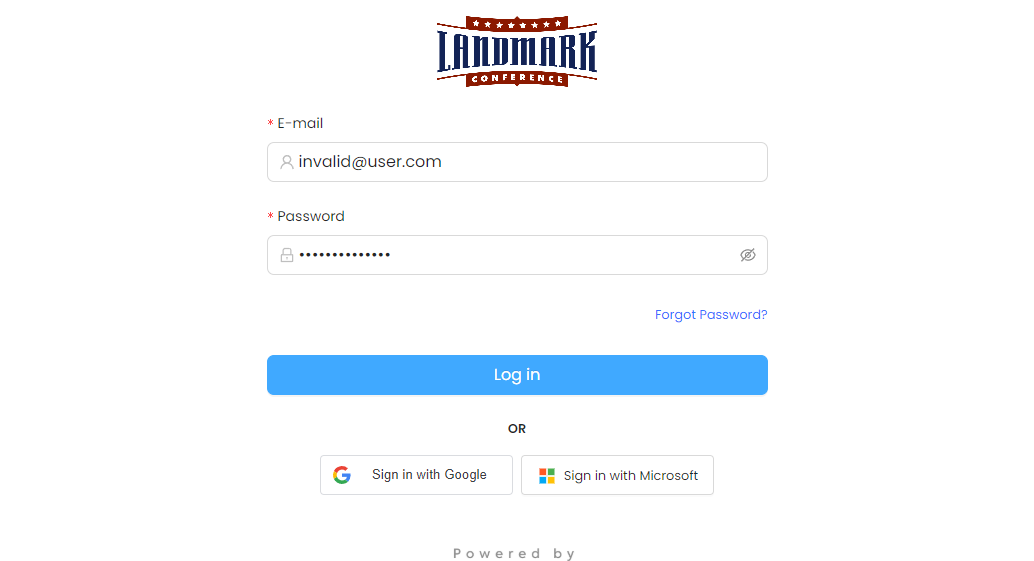 LANDMARK
CONFERENCE
* E-mail
invalid@user.com
* Password
••••••••••••••
Forgot Password?
Log in
OR
Sign in with Google
Sign in with Microsoft
Powered by